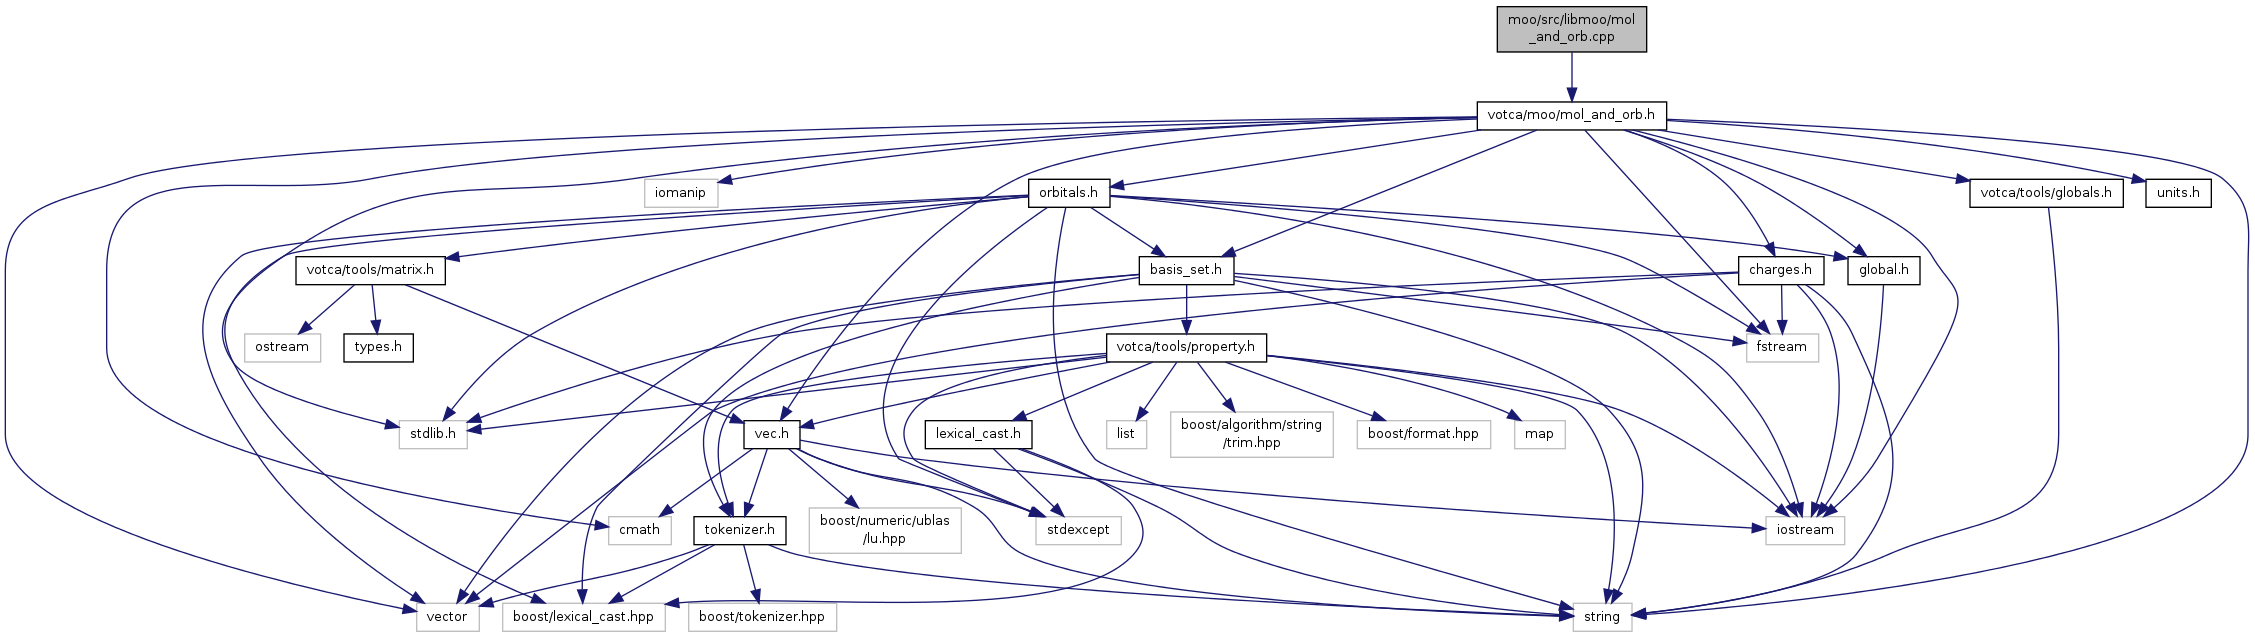 moo/src/libmoo/mol
_and_orb.cpp
votca/moo/mol_and_orb.h
iomanip
orbitals.h
votca/tools/globals.h
units.h
votca/tools/matrix.h
basis_set.h
charges.h
global.h
ostream
types.h
votca/tools/property.h
fstream
stdlib.h
vec.h
lexical_cast.h
list
boost/algorithm/string
/trim.hpp
boost/format.hpp
map
cmath
tokenizer.h
boost/numeric/ublas
/lu.hpp
stdexcept
iostream
vector
boost/lexical_cast.hpp
boost/tokenizer.hpp
string